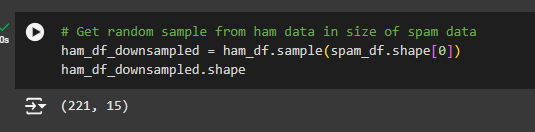 # Get random sample from ham data in size of spam data
ham_df_downsampled = ham_df.sample(spam_df.shape[0])
ham_df_downsampled.shape
0s
(221, 15)